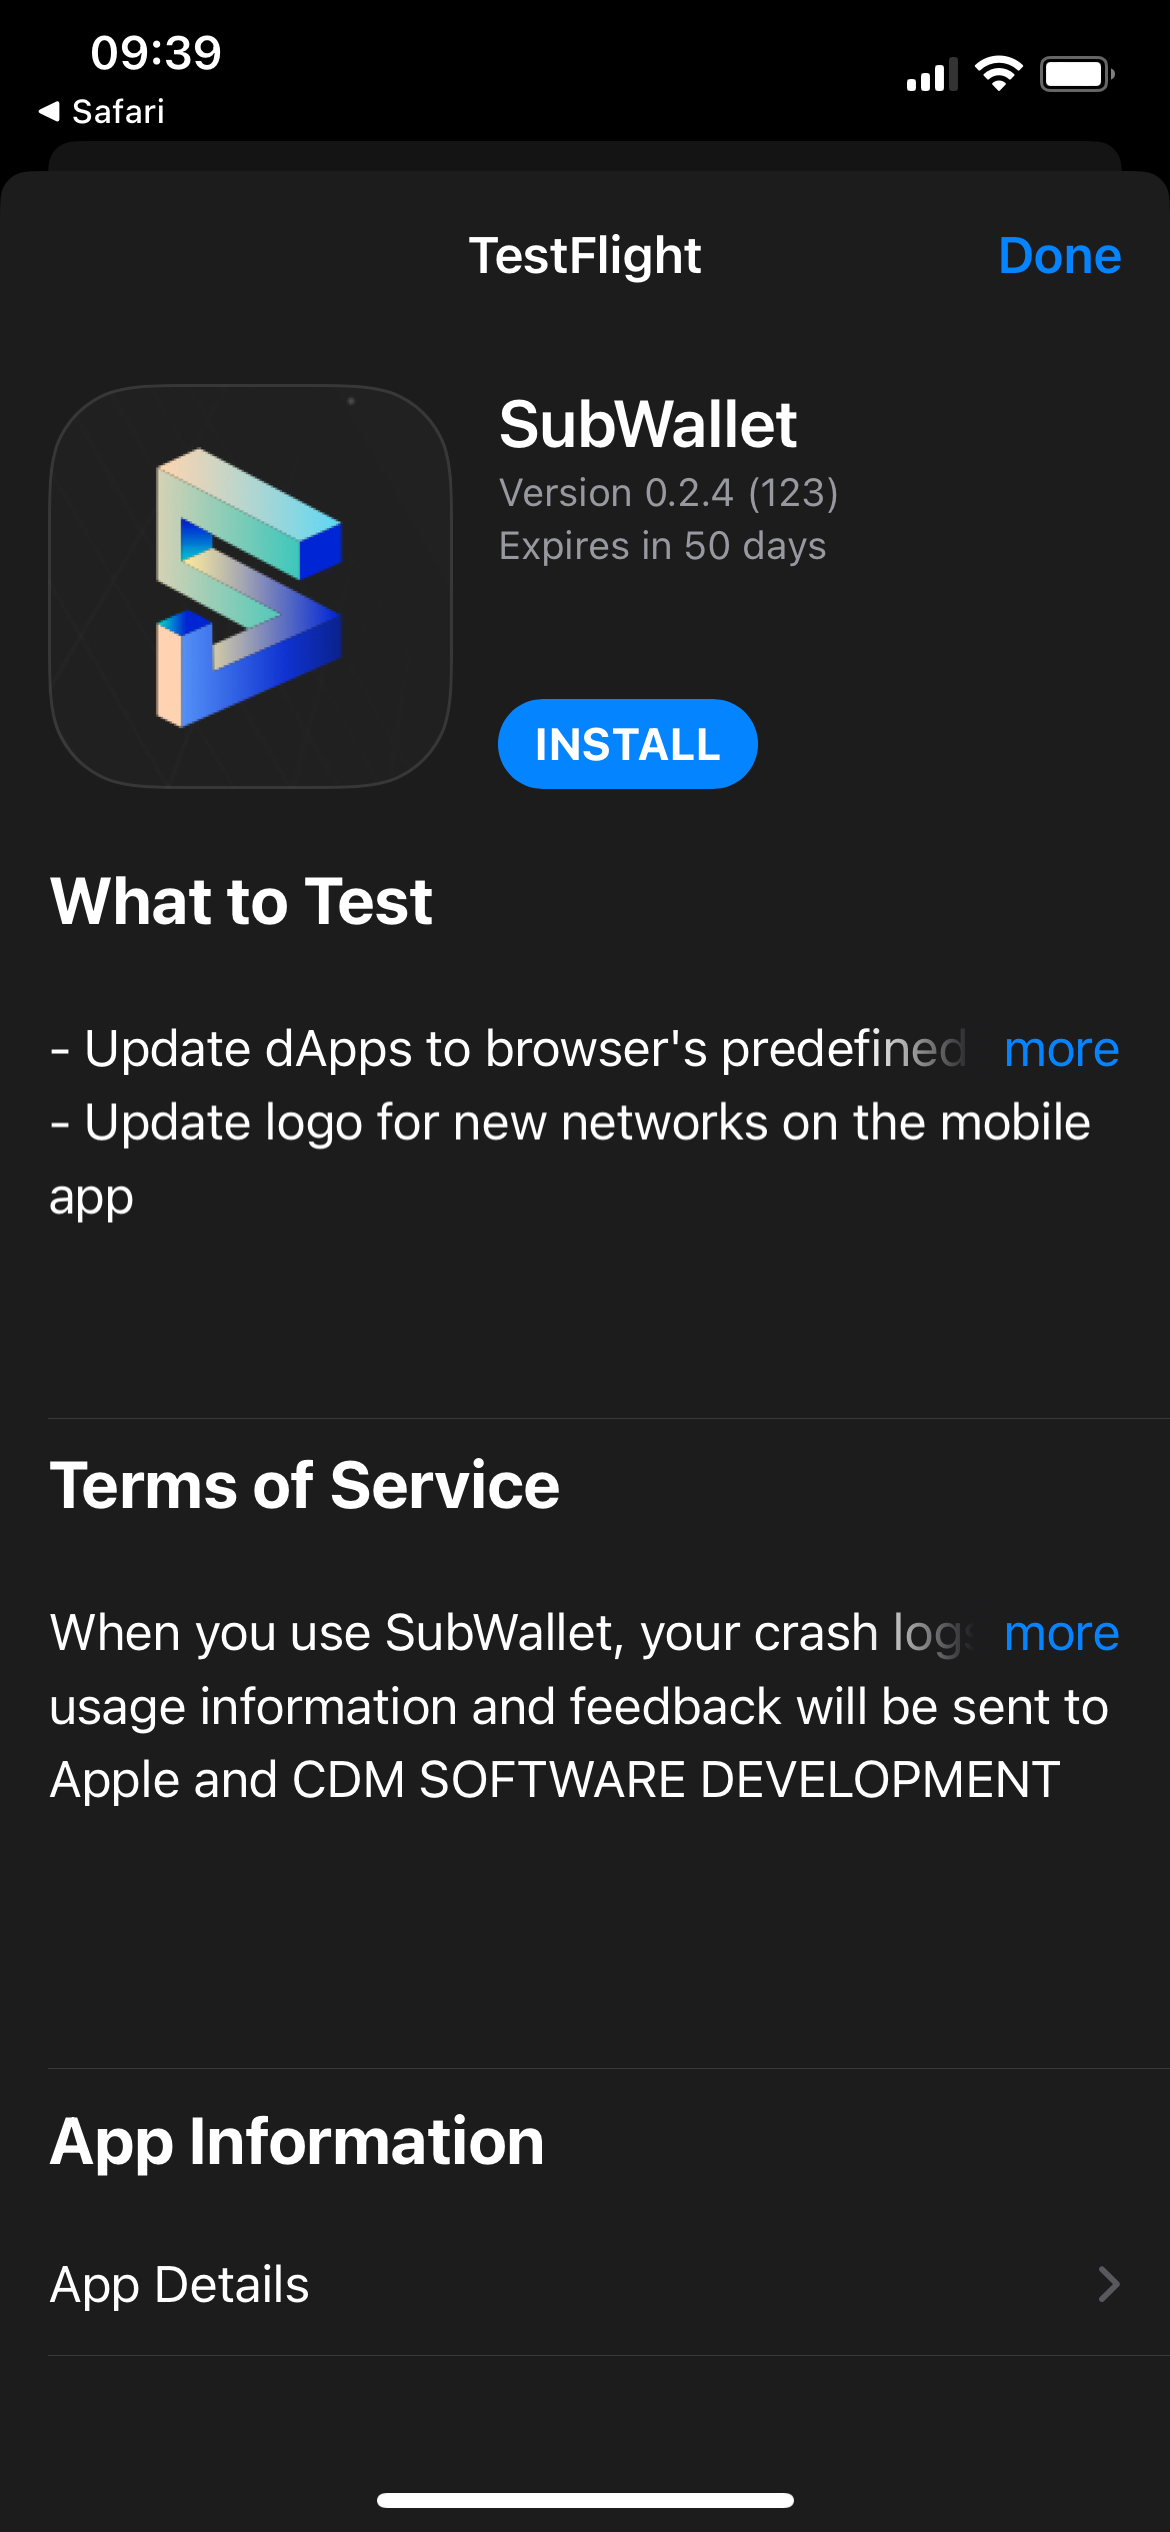 09:39
◀ Safari
TestFlight
Done
SubWallet
Version 0.2.4 (123)
Expires in 50 days
INSTALL
What to Test
- Update dApps to browser's predefined more
- Update logo for new networks on the mobile
app
Terms of Service
When you use SubWallet, your crash logs more
usage information and feedback will be sent to
Apple and CDM SOFTWARE DEVELOPMENT
App Information
App Details